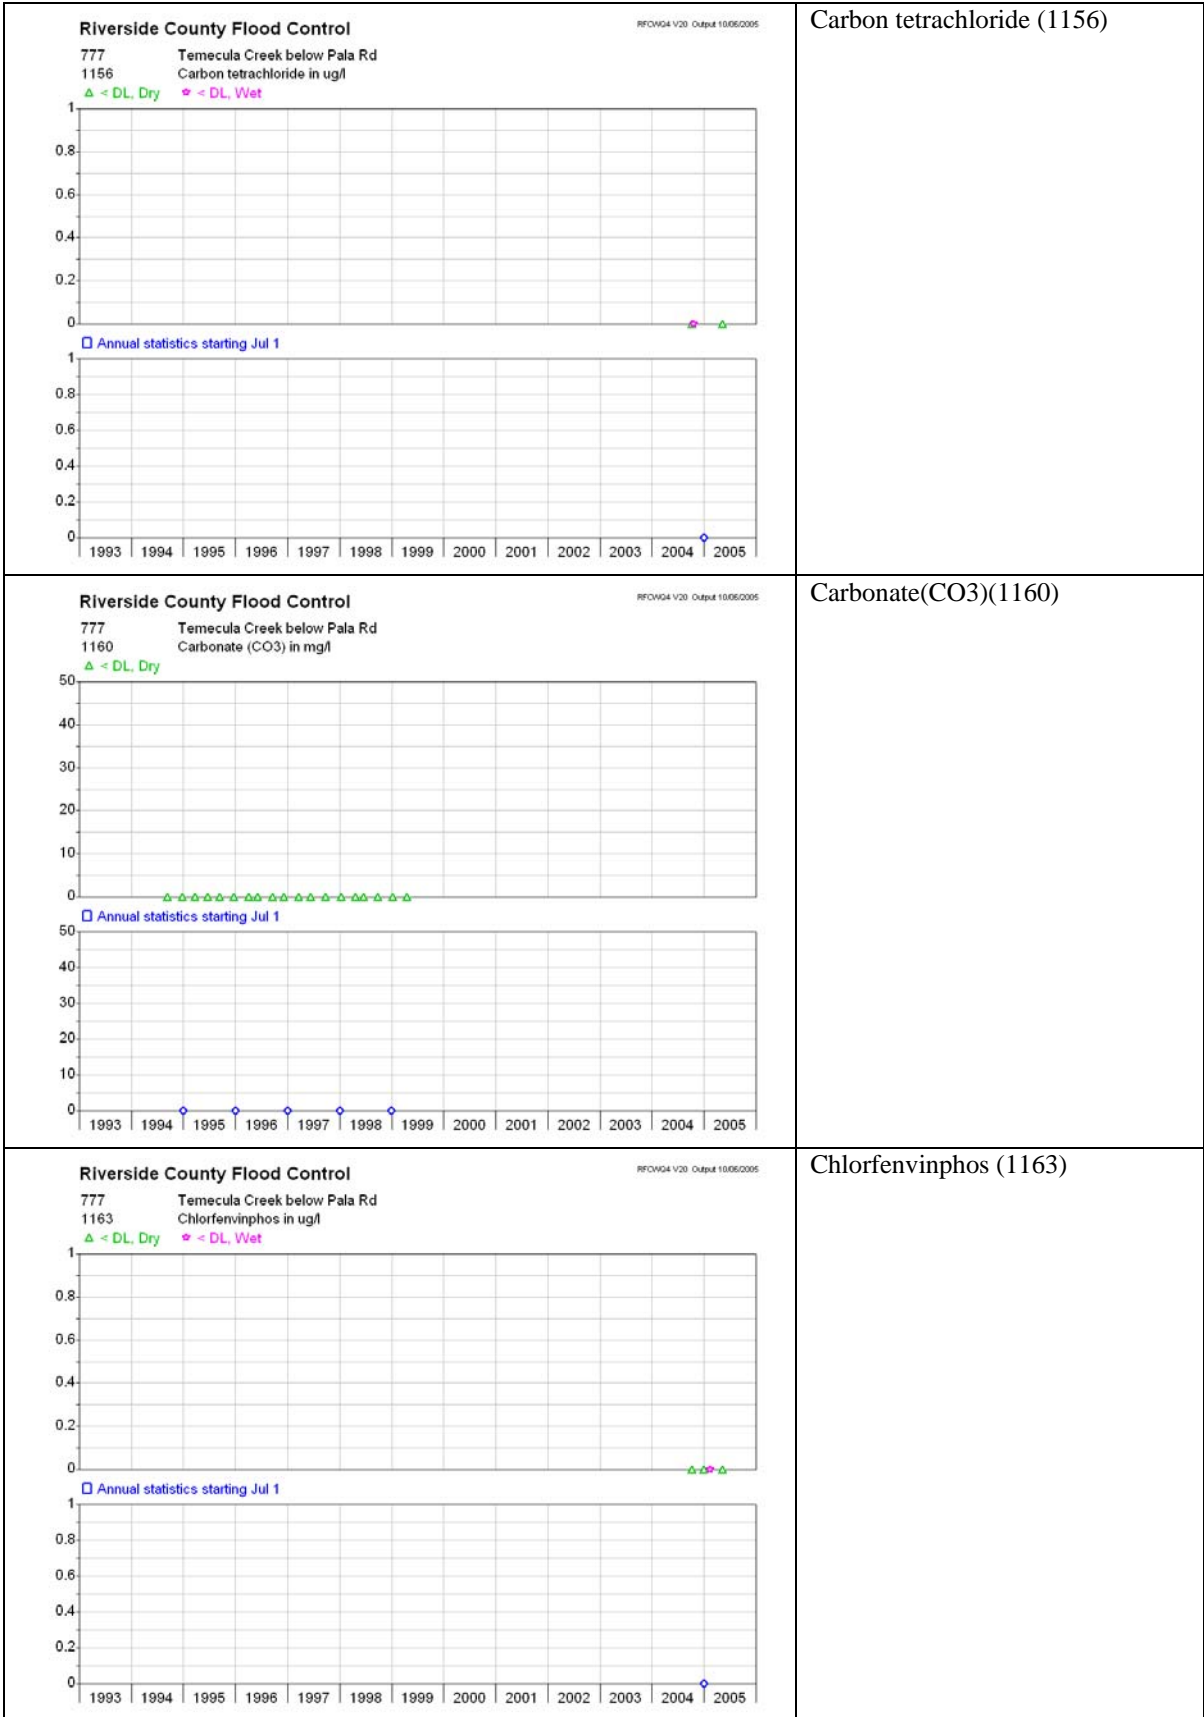 Riverside County Flood Control
RFCWQ4 V20 Output 10/06/2005
777 Temecula Creek below Pala Rd
1156 Carbon tetrachloride in ug/l
< DL, Dry < DL, Wet
1
0.8
0.6
0.4
0.2
0
Annual statistics starting Jul 1
1
0.8
0.6
0.4
0.2
0
1993 1994 1995 1996 1997 1998 1999 2000 2001 2002 2003 2004 2005
Carbon tetrachloride (1156)
Riverside County Flood Control
RFCWQ4 V20 Output 10/06/2005
777 Temecula Creek below Pala Rd
1160 Carbonate (CO3) in mg/l
< DL, Dry
50
40
30
20
10
0
Annual statistics starting Jul 1
50
40
30
20
10
0
1993 1994 1995 1996 1997 1998 1999 2000 2001 2002 2003 2004 2005
Carbonate(CO3)(1160)
Riverside County Flood Control
RFCWQ4 V20 Output 10/06/2005
777 Temecula Creek below Pala Rd
1163 Chlorfenvinphos in ug/l
< DL, Dry < DL, Wet
1
0.8
0.6
0.4
0.2
0
Annual statistics starting Jul 1
1
0.8
0.6
0.4
0.2
0
1993 1994 1995 1996 1997 1998 1999 2000 2001 2002 2003 2004 2005
Chlorfenvinphos (1163)